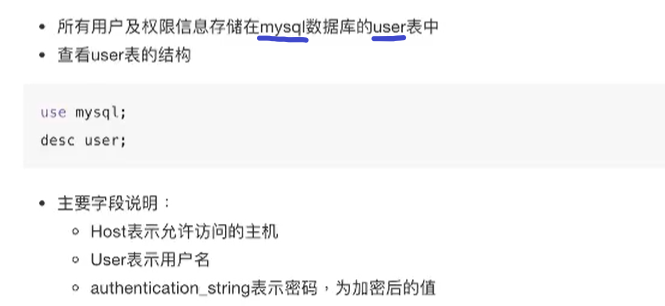 所有用户及权限信息存储在mysql数据库的user表中
查看user表的结构
use mysql;
desc user;
主要字段说明：
Host表示允许访问的主机
User表示用户名
authentication_string表示密码，为加密后的值